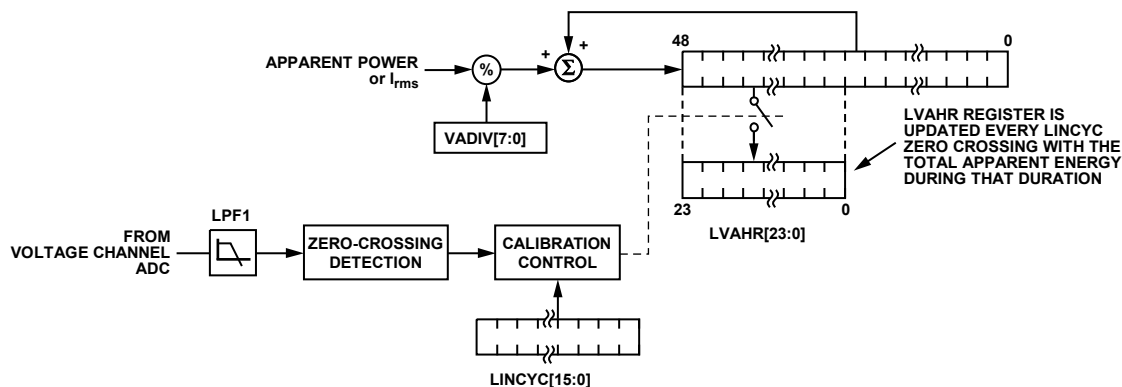 48
0
+
+
APPARENT POWER
or Irms
%
Σ
VADIV[7:0]
LVAHR REGISTER IS
UPDATED EVERY LINCYC
ZERO CROSSING WITH THE
TOTAL APPARENT ENERGY
DURING THAT DURATION
23
0
LVAHR[23:0]
LPF1
FROM
VOLTAGE CHANNEL
ADC
ZERO-CROSSING
DETECTION
CALIBRATION
CONTROL
LINCYC[15:0]